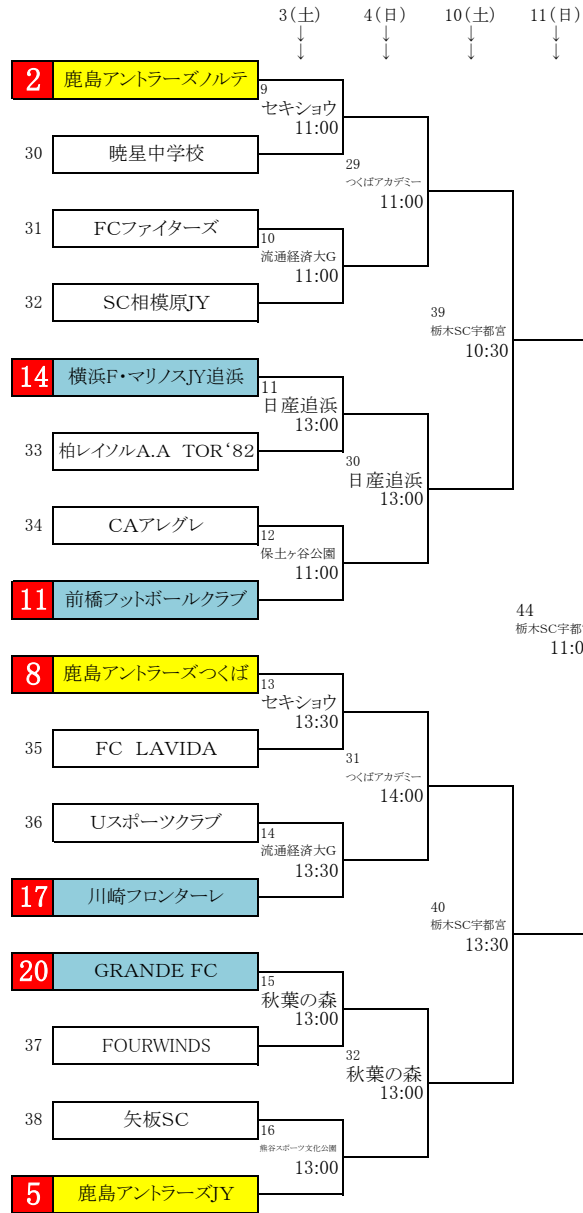 3(土) 4(日) 10(土) 11(日)
↓ ↓ ↓ ↓
↓ ↓ ↓ ↓
2 鹿島アントラーズノルテ
9
セキショウ
11:00
30 暁星中学校
29
つくばアカデミー
11:00
31 FCファイターズ
10
流通経済大G
11:00
32 SC相模原JY
39
栃木SC宇都宮
10:30
14 横浜F・マリノスJY追浜
11
日産追浜
13:00
33 柏レイソルA.A TOR‘82
30
日産追浜
13:00
34 CAアレグレ
12
保土ヶ谷公園
11:00
11 前橋フットボールクラブ
44
栃木SC宇都宮
11:0
8 鹿島アントラーズつくば
13
セキショウ
13:30
35 FC LAVIDA
31
つくばアカデミー
14:00
36 Uスポーツクラブ
14
流通経済大G
13:30
17 川崎フロンターレ
40
栃木SC宇都宮
13:30
20 GRANDE FC
15
秋葉の森
13:00
37 FOURWINDS
32
秋葉の森
13:00
38 矢板SC
16
熊谷スポーツ文化公園
13:00
5 鹿島アントラーズJY